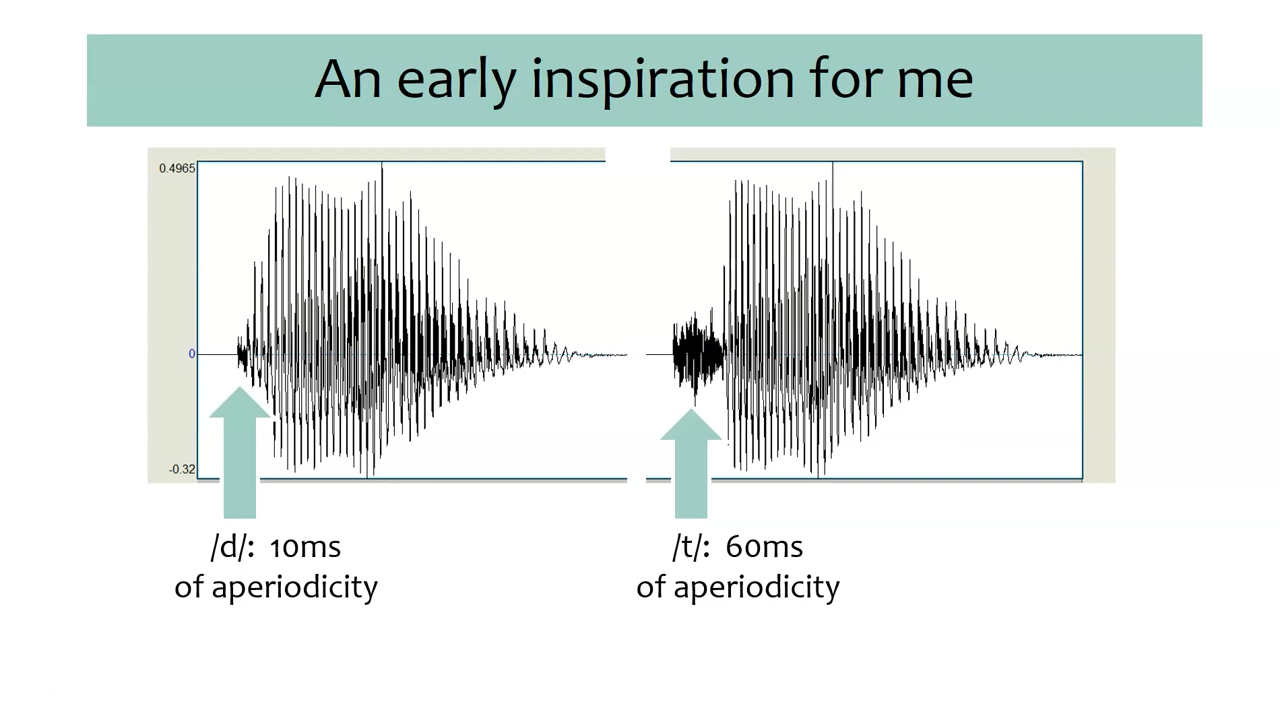 An early inspiration for me
0.4965
0
-0.32
/d/: 10ms
of aperiodicity
/t/: 60ms
of aperiodicity